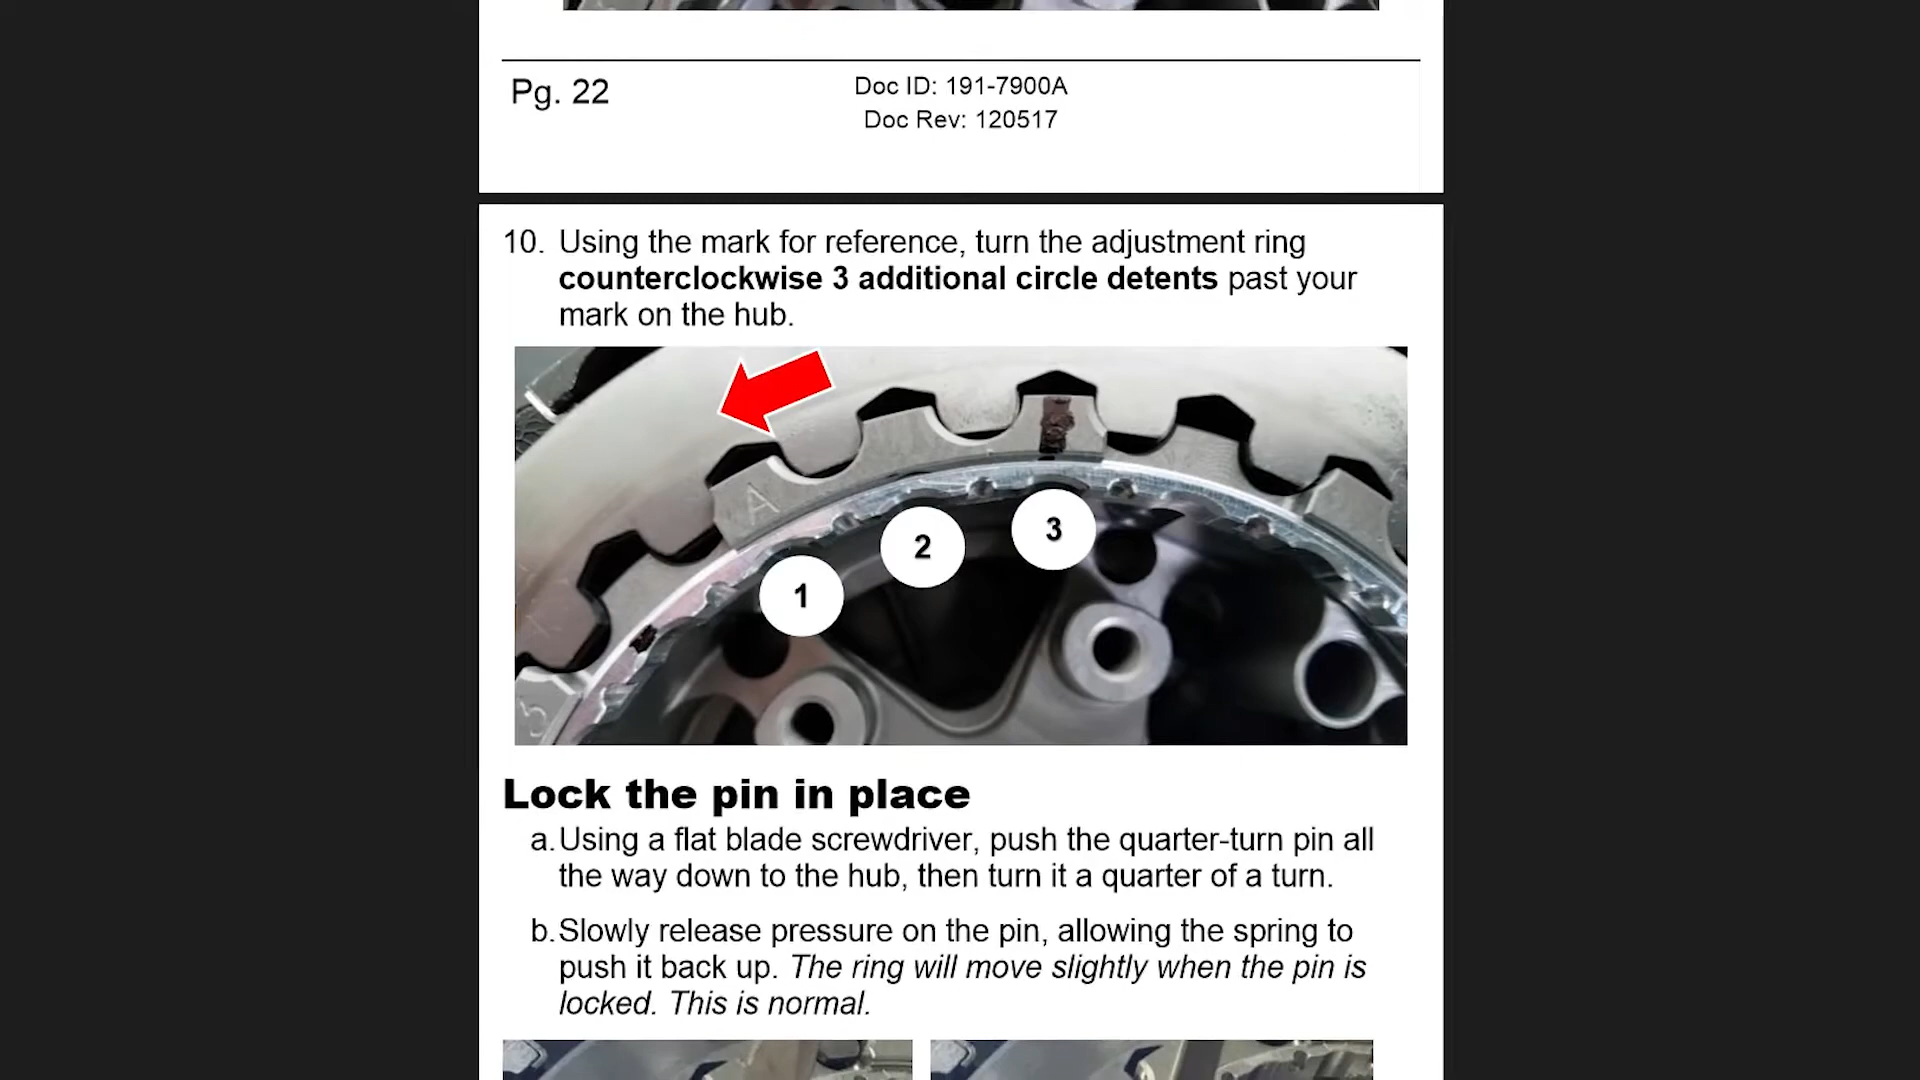 Pg. 22
Doc ID: 191-7900A
Doc Rev: 120517
10. Using the mark for reference, turn the adjustment ring
counterclockwise 3 additional circle detents past your
mark on the hub.
A
1
2
3
5
Lock the pin in place
a. Using a flat blade screwdriver, push the quarter-turn pin all
the way down to the hub, then turn it a quarter of a turn.
b. Slowly release pressure on the pin, allowing the spring to
push it back up. The ring will move slightly when the pin is
locked. This is normal.